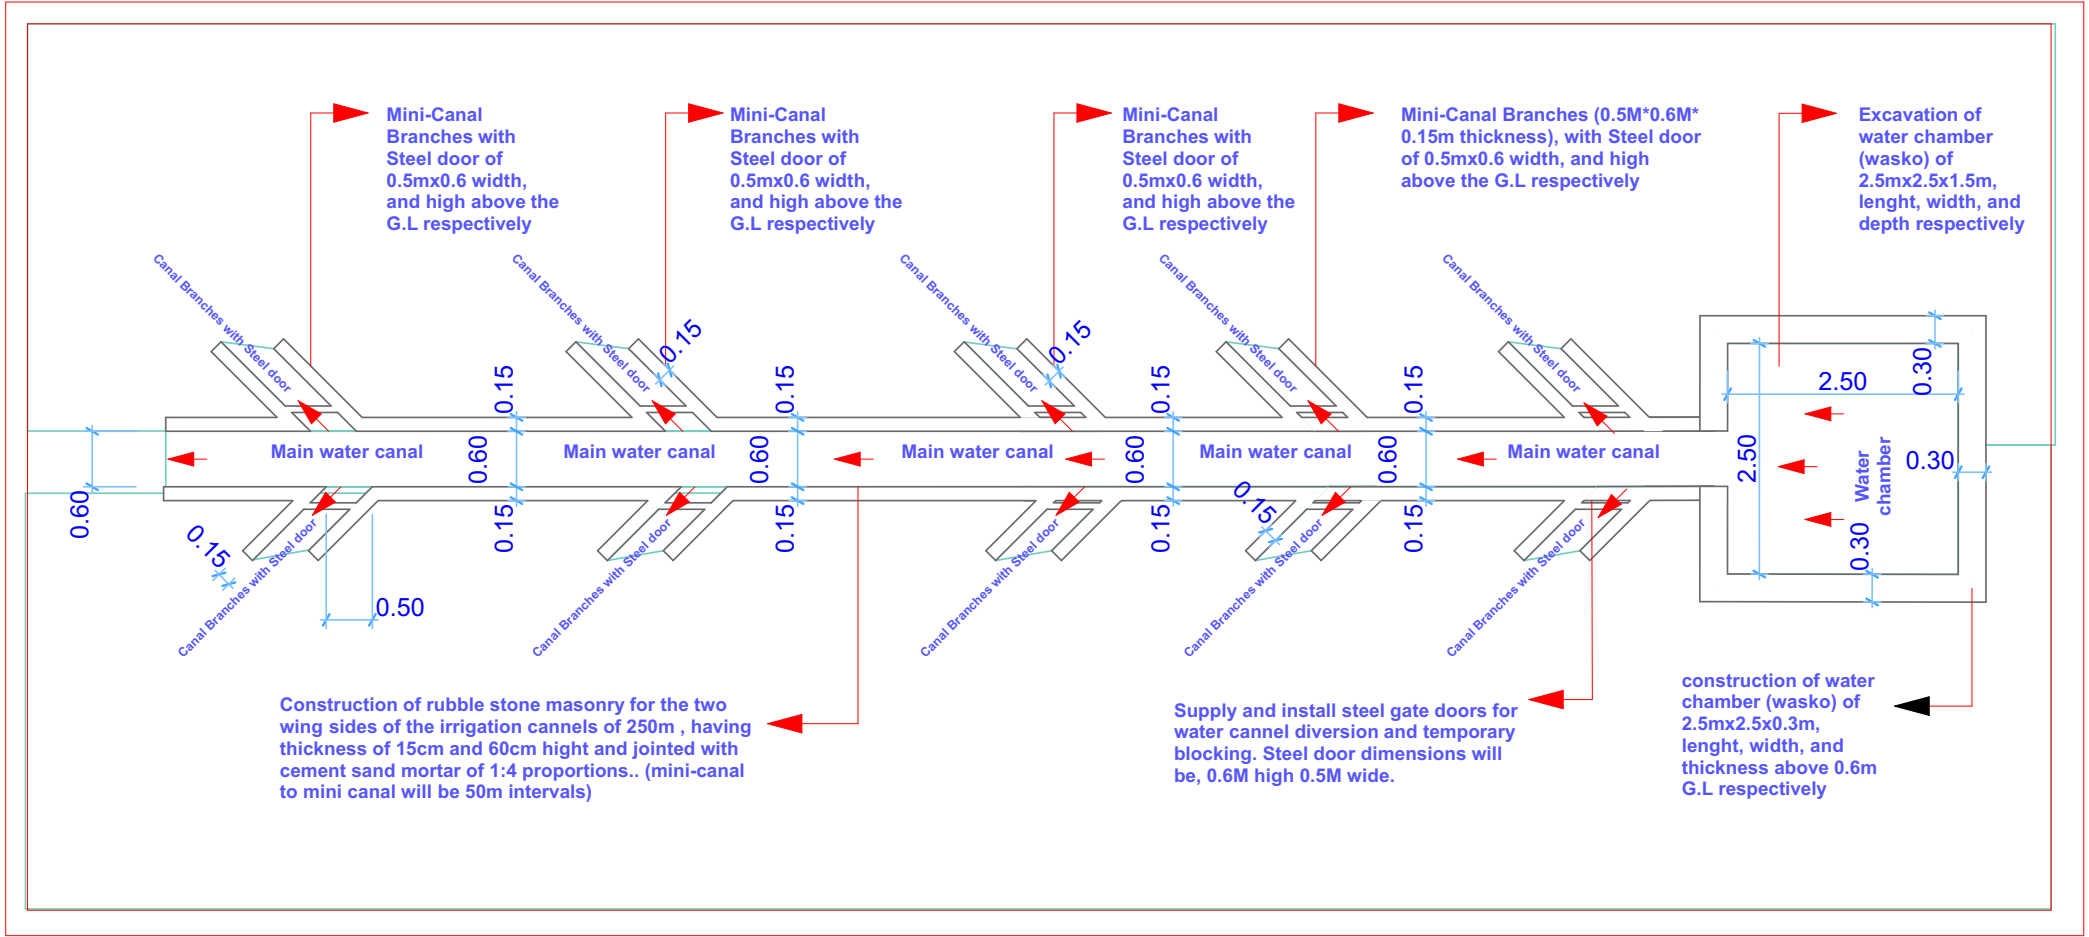 Mini-Canal
Branches with
Steel door of
0.5mx0.6 width,
and high above the
G.L respectively
Mini-Canal
Branches with
Steel door of
0.5mx0.6 width,
and high above the
G.L respectively
Mini-Canal
Branches with
Steel door of
0.5mx0.6 width,
and high above the
G.L respectively
Mini-Canal Branches (0.5M*0.6M*
0.15m thickness), with Steel door
of 0.5mx0.6 width, and high
above the G.L respectively
Excavation of
water chamber
(wasko) of
2.5mx2.5x1.5m,
lenght, width, and
depth respectively
Canal Branches with Steel door
Canal Branches with Steel door
Canal Branches with Steel door
Canal Branches with Steel door
Canal Branches with Steel door
0.15
0.15
0.15
0.15
0.15
0.15
0.30
2.50
Main water canal
Main water canal
Main water canal
Main water canal
Main water canal
0.60
0.60
0.60
0.60
0.60
2.50
Water
chamber
0.30
0.15
0.15
0.15
0.15
0.15
0.15
0.30
Canal Branches with Steel door
Canal Branches with Steel door
Canal Branches with Steel door
Canal Branches with Steel door
Canal Branches with Steel door
0.50
Construction of rubble stone masonry for the two
wing sides of the irrigation cannels of 250m , having
thickness of 15cm and 60cm hight and jointed with
cement sand mortar of 1:4 proportions.. (mini-canal
to mini canal will be 50m intervals)
Supply and install steel gate doors for
water cannel diversion and temporary
blocking. Steel door dimensions will
be, 0.6M high 0.5M wide.
construction of water
chamber (wasko) of
2.5mx2.5x0.3m,
lenght, width, and
thickness above 0.6m
G.L respectively